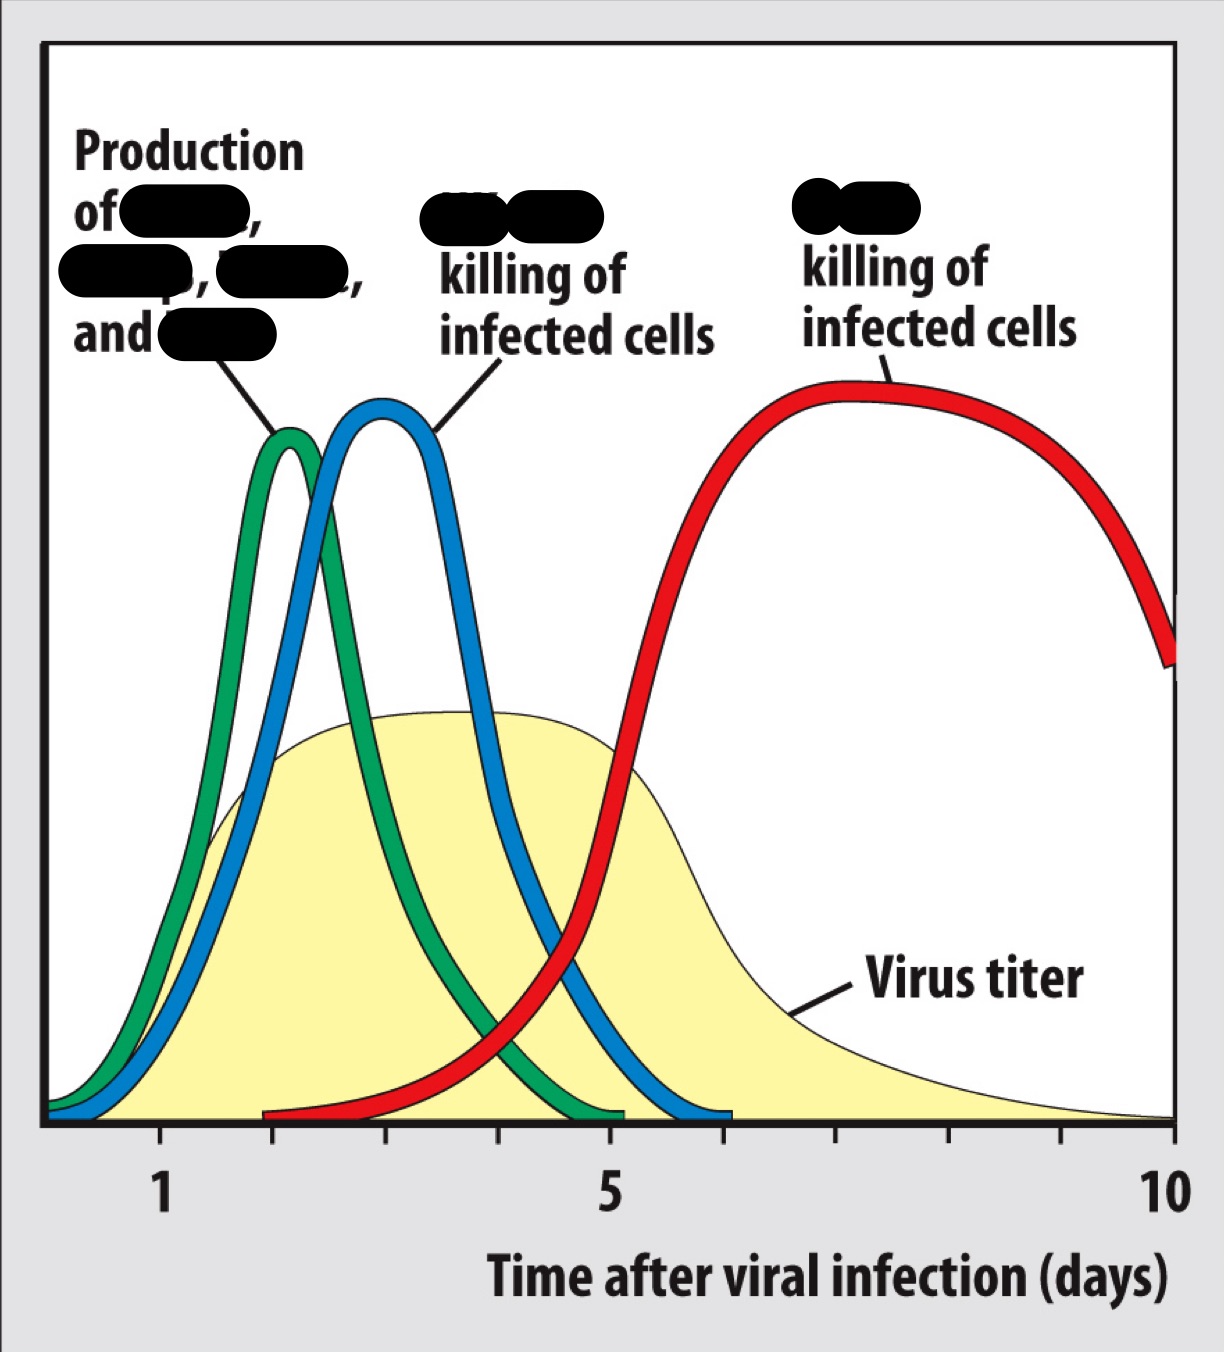 Production
of ,
, ,
and
killing of
infected cells
killing of
infected cells
Virus titer
1 5 10
Time after viral infection (days)